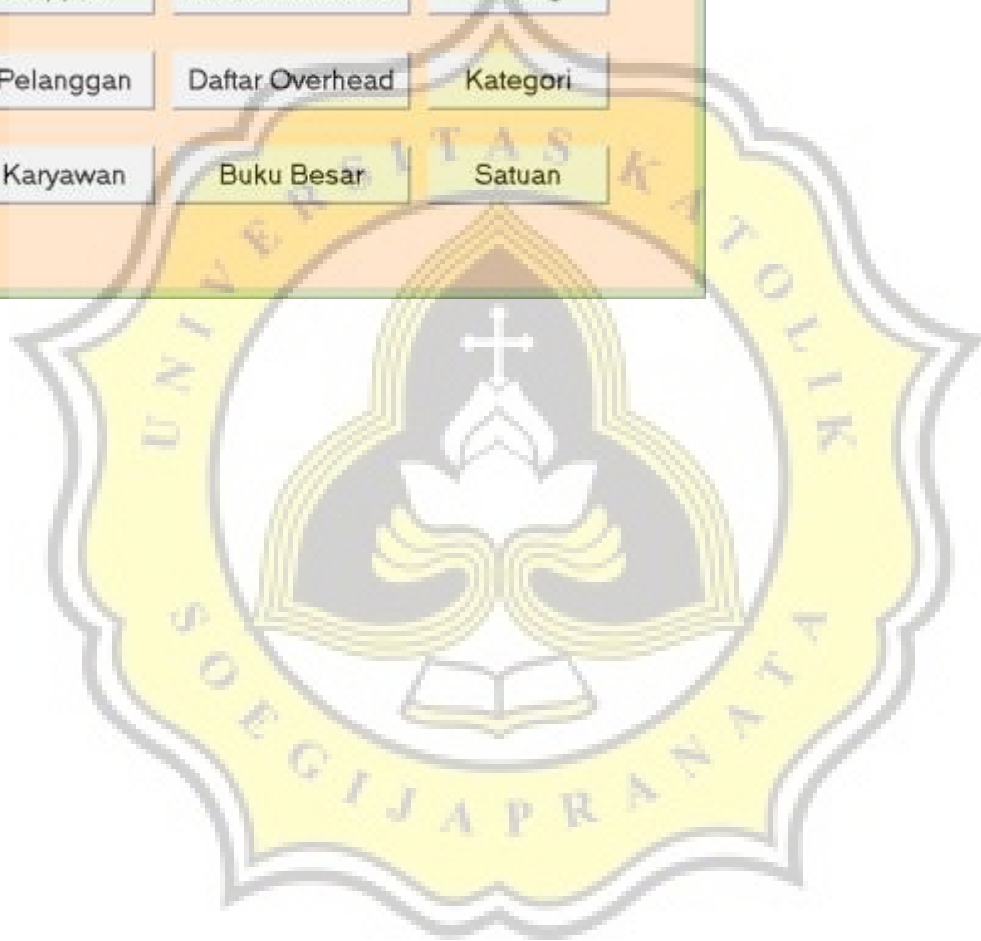 Pelanggan Daftar Overhead Kategori
Karyawan Buku Besar Satuan
UNIVERSITAS KATOLIK
SOEGIJAPRANATA